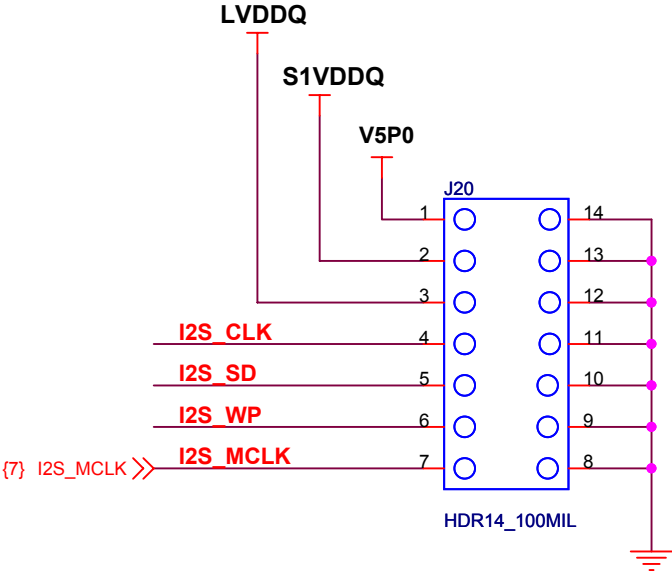 LVDDQ
S1VDDQ
V5P0
J20
1 14
2 13
3 12
I2S_CLK 4 11
I2S_SD 5 10
I2S_WP 6 9
{7} I2S_MCLK I2S_MCLK 7 8
HDR14_100MIL